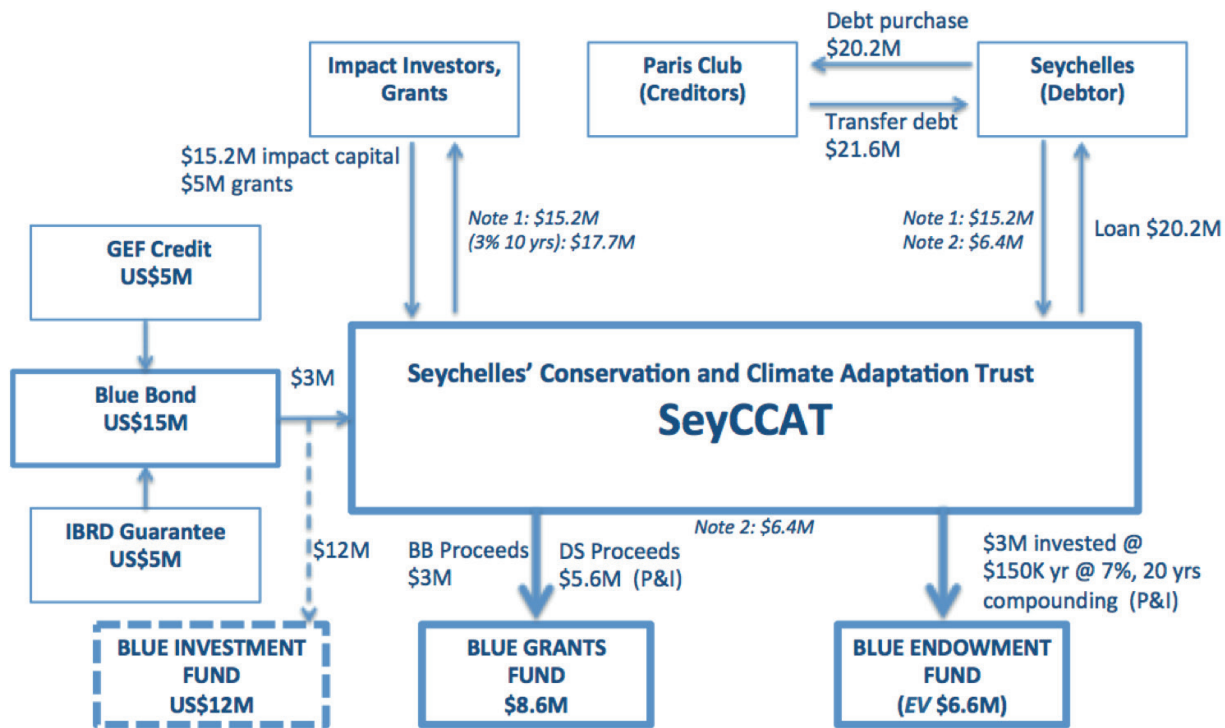 Debt purchase
$20.2M
Impact Investors,
Grants
Paris Club
(Creditors)
Seychelles
(Debtor)
Transfer debt
$21.6M
$15.2M impact capital
$5M grants
Note 1: $15.2M
(3% 10 yrs): $17.7M
Note 1: $15.2M
Note 2: $6.4M
Loan $20.2M
GEF Credit
US$5M
$3M
Blue Bond
US$15M
Seychelles’ Conservation and Climate Adaptation Trust
SeyCCAT
IBRD Guarantee
US$5M
$12M
Note 2: $6.4M
BB Proceeds
$3M
DS Proceeds
$5.6M (P&I)
$3M invested @
$150K yr @ 7%, 20 yrs
compounding (P&I)
BLUE INVESTMENT
FUND
US$12M
BLUE GRANTS
FUND
$8.6M
BLUE ENDOWMENT
FUND
(EV $6.6M)